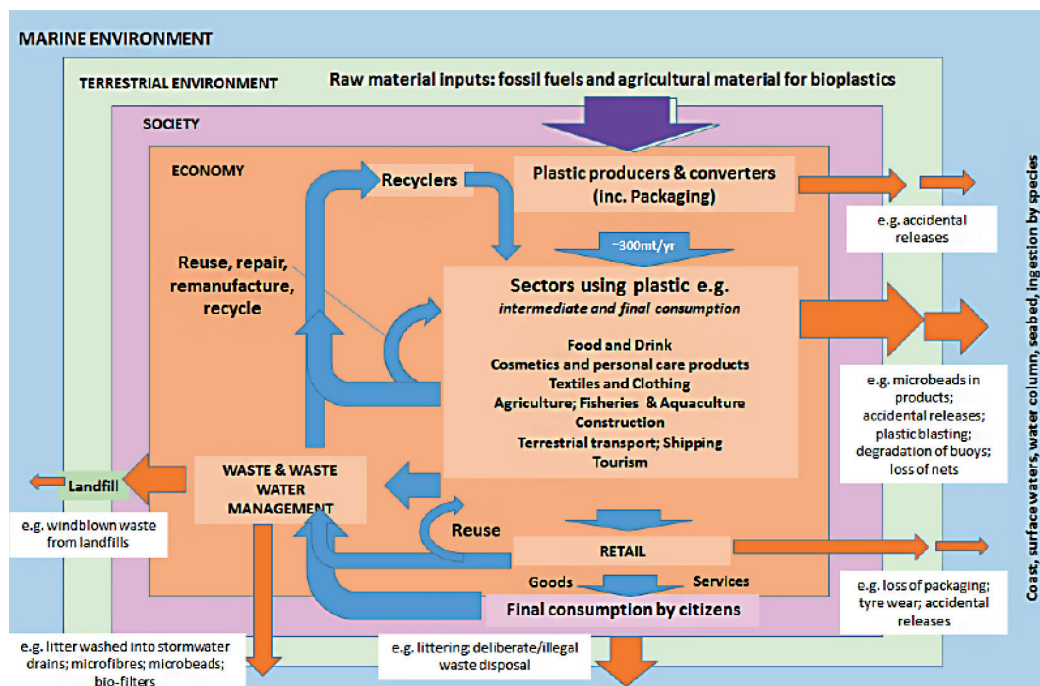 MARINE ENVIRONMENT
TERRESTRIAL ENVIRONMENT
Raw material inputs: fossil fuels and agricultural material for bioplastics
SOCIETY
ECONOMY
Recyclers
Plastic producers & converters
(inc. Packaging)
e.g. accidental
releases
~300mt/yr
Reuse, repair,
remanufacture,
recycle
Sectors using plastic e.g.
intermediate and final consumption
Food and Drink
Cosmetics and personal care products
Textiles and Clothing
Agriculture; Fisheries & Aquaculture
Construction
Terrestrial transport; Shipping
Tourism
e.g. microbeads in
products;
accidental releases;
plastic blasting;
degradation of buoys;
loss of nets
Coast, surface waters, water column, seabed, ingestion by species
WASTE & WASTE
WATER
MANAGEMENT
Landfill
e.g. windblown waste
from landfills
Reuse
RETAIL
Goods
Services
Final consumption by citizens
e.g. loss of packaging;
tyre wear; accidental
releases
e.g. litter washed into stormwater
drains; microfibres; microbeads;
bio-filters
e.g. littering; deliberate/illegal
waste disposal